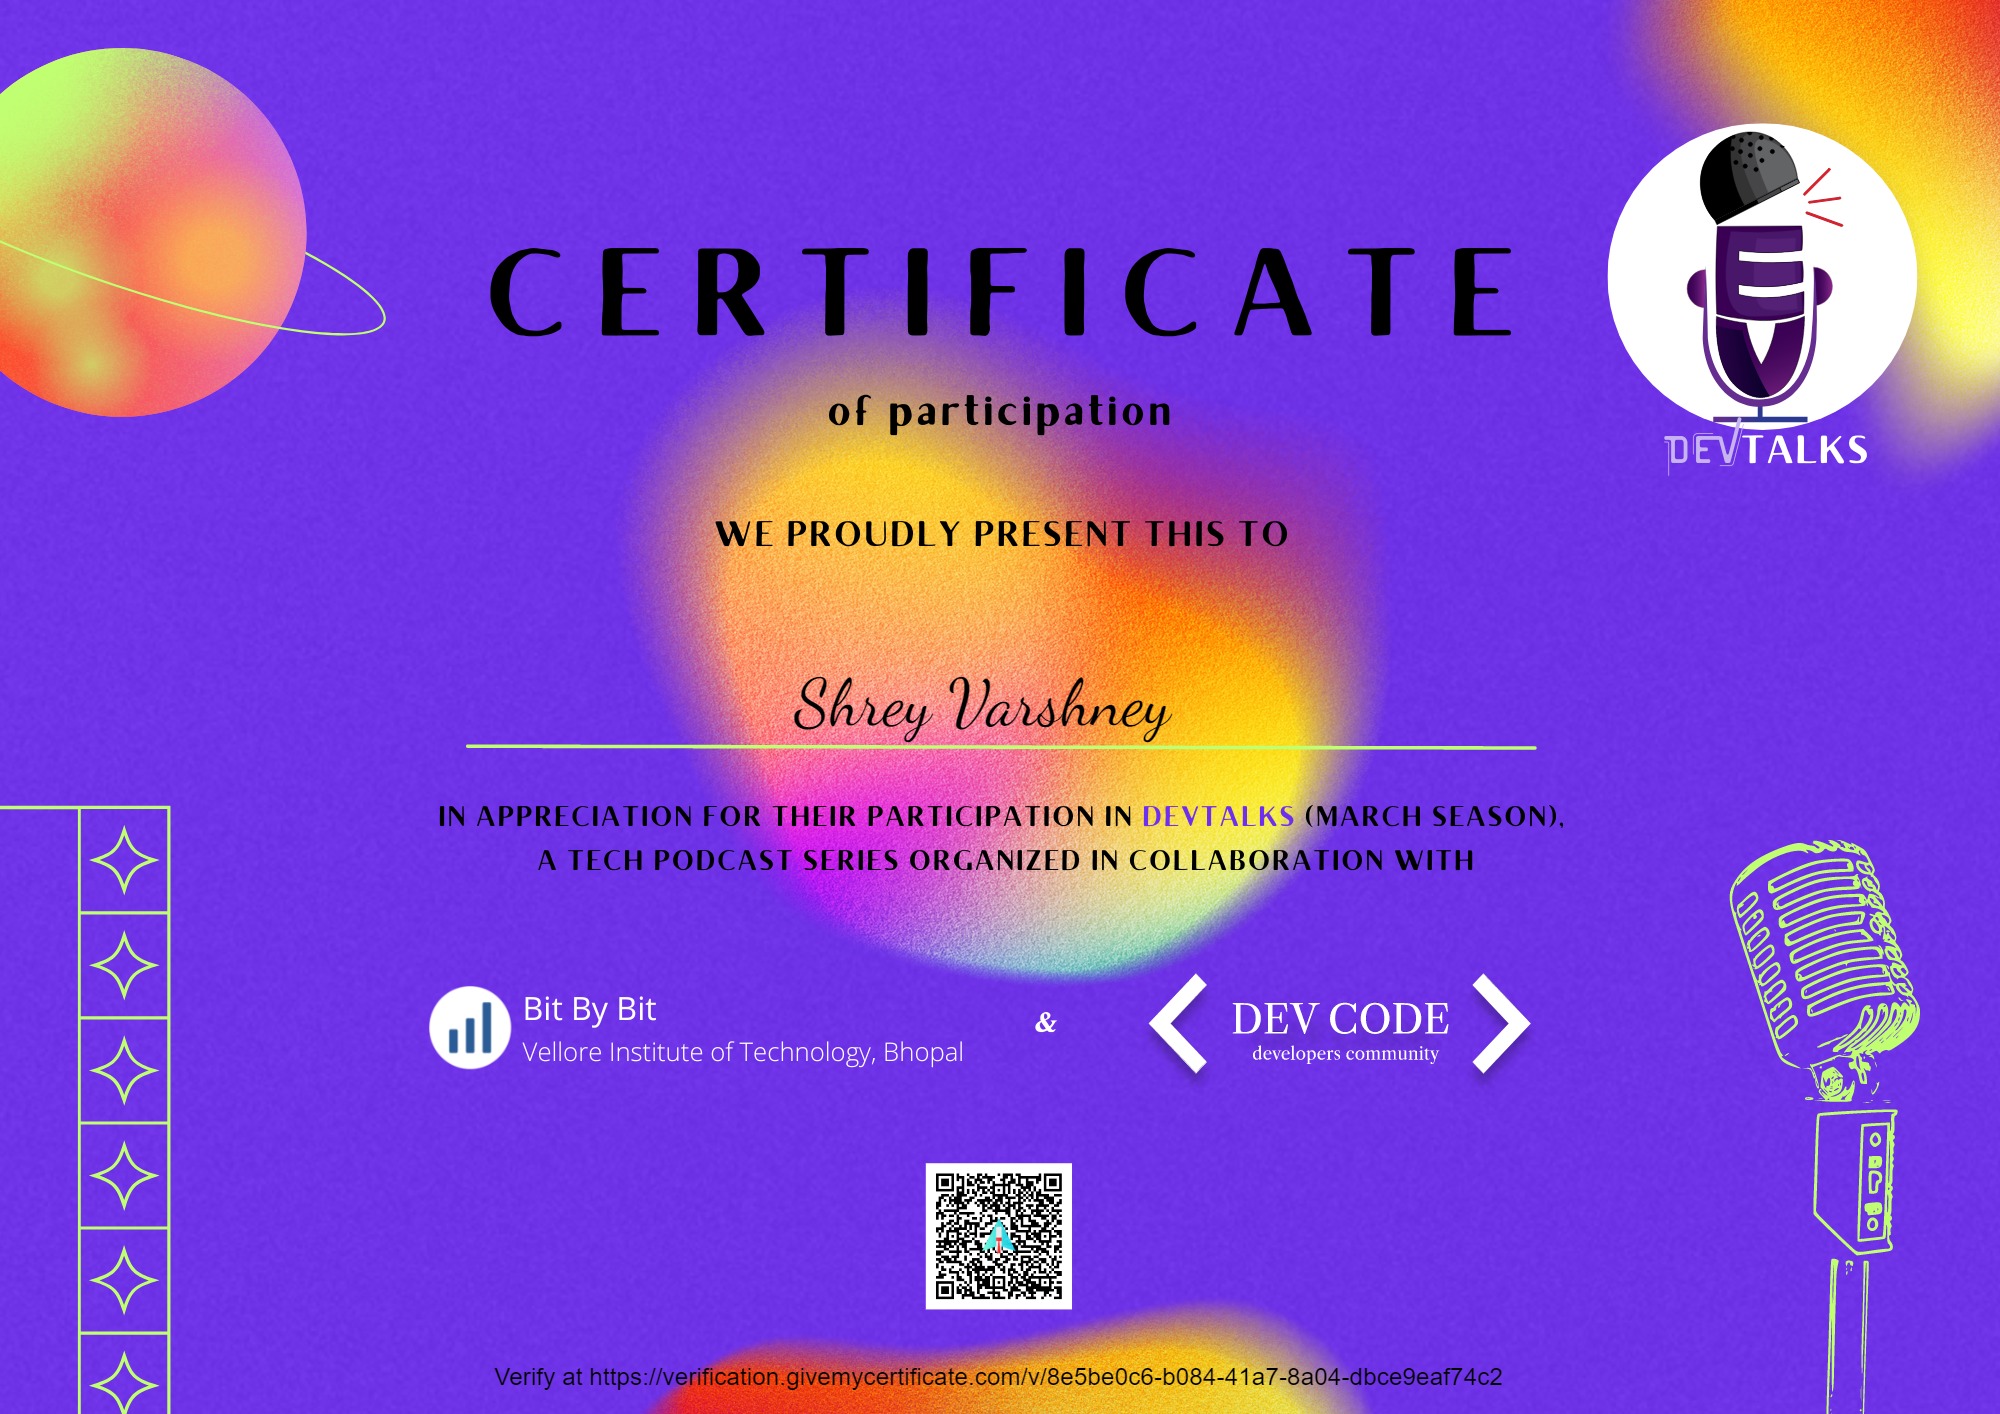 CERTIFICATE
of participation
DEVTALKS
WE PROUDLY PRESENT THIS TO
Shrey Varshney
IN APPRECIATION FOR THEIR PARTICIPATION IN DEVTALKS (MARCH SEASON),
A TECH PODCAST SERIES ORGANIZED IN COLLABORATION WITH
Bit By Bit
Vellore Institute of Technology, Bhopal
&
DEV CODE
developers community
Verify at https://verification.givemycertificate.com/v/8e5be0c6-b084-41a7-8a04-dbce9eaf74c2